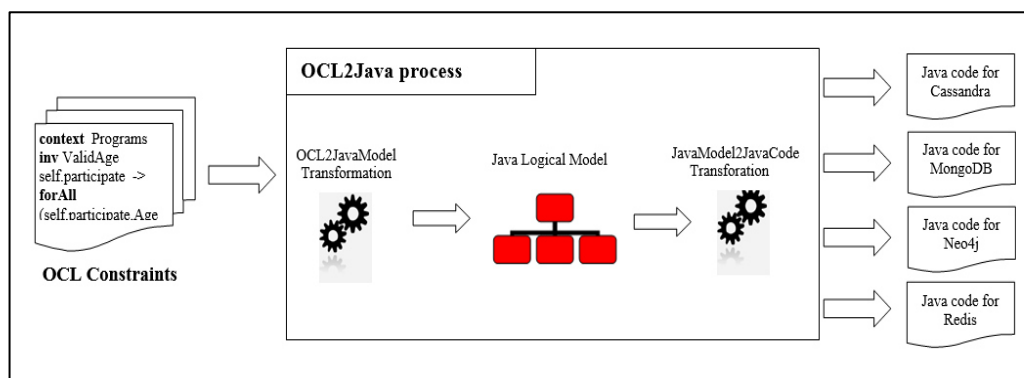 OCL2Java process
context Programs
inv ValidAge
self.participate ->
forAll
(self.participate.Age
OCL Constraints
OCL2JavaModel
Transformation
Java Logical Model
JavaModel2JavaCode
Transforation
Java code for
Cassandra
Java code for
MongoDB
Java code for
Neo4j
Java code for
Redis